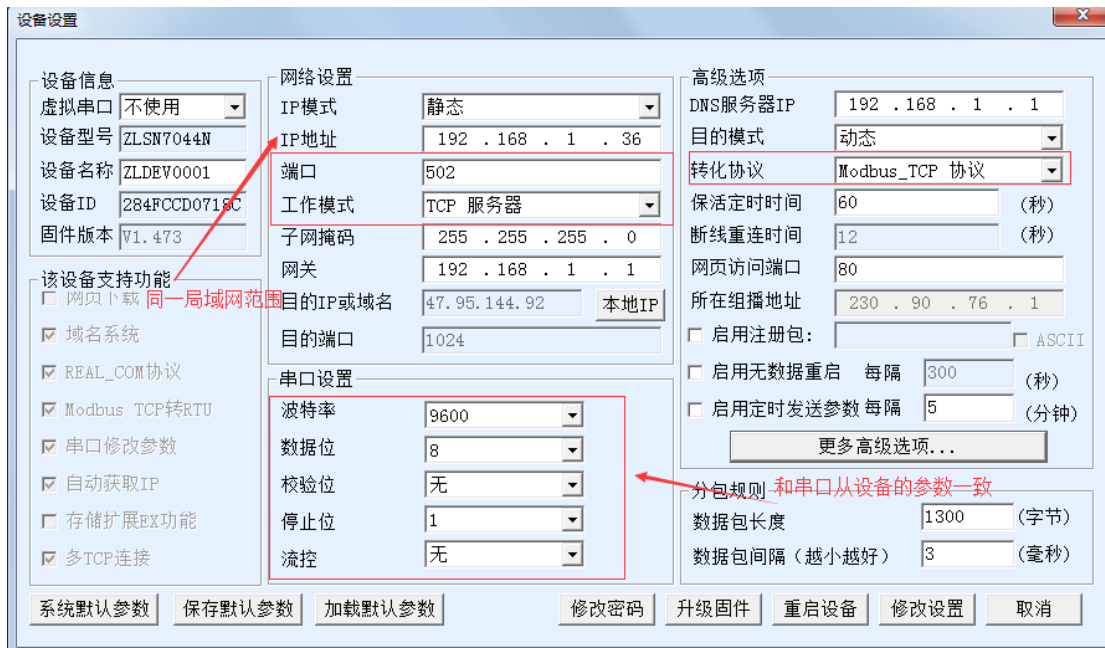 设备设置
设备信息
虚拟串口 不使用
设备型号 ZLSN7044N
设备名称 ZLDEV0001
设备ID 284FCCD0718C
固件版本 V1.473
该设备支持功能
网页下载
域名系统
REAL_COM协议
Modbus TCP转RTU
串口修改参数
自动获取IP
存储扩展EX功能
多TCP连接
网络设置
IP模式 静态
IP地址 192 . 168 . 1 . 36
端口 502
工作模式 TCP 服务器
子网掩码 255 . 255 . 255 . 0
网关 192 . 168 . 1 . 1
同一局域网范围
目的IP或域名 47.95.144.92 本地IP
目的端口 1024
串口设置
波特率 9600
数据位 8
校验位 无
停止位 1
流控 无
高级选项
DNS服务器IP 192 . 168 . 1 . 1
目的模式 动态
转化协议 Modbus_TCP 协议
保活定时时间 60 (秒)
断线重连时间 12 (秒)
网页访问端口 80
所在组播地址 230 . 90 . 76 . 1
启用注册包: ASCII
启用无数据重启 每隔 300 (秒)
启用定时发送参数 每隔 5 (分钟)
更多高级选项...
和串口从设备的参数一致
分包规则
数据包长度 1300 (字节)
数据包间隔（越小越好） 3 (毫秒)
系统默认参数 保存默认参数 加载默认参数 修改密码 升级固件 重启设备 修改设置 取消